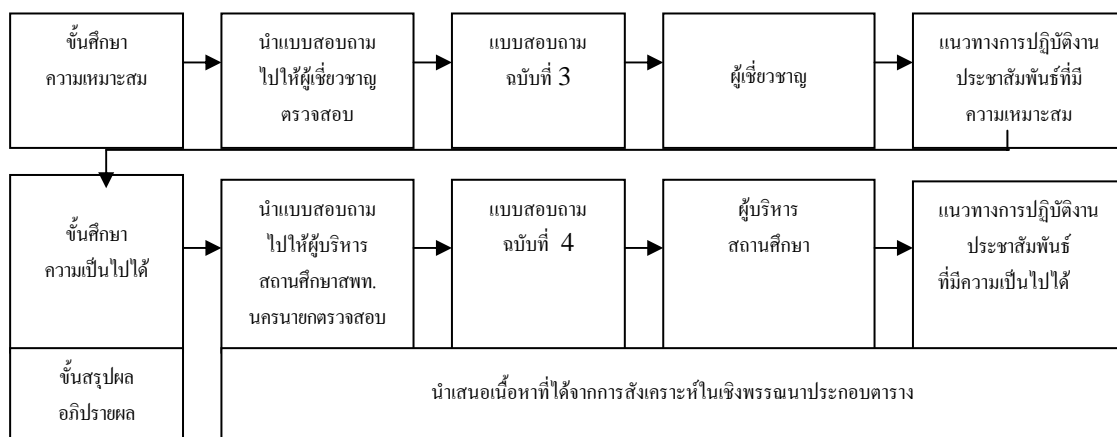 ขั้นศึกษา
ความเหมาะสม
นำแบบสอบถาม
ไปให้ผู้เชี่ยวชาญ
ตรวจสอบ
แบบสอบถาม
ฉบับที่ 3
ผู้เชี่ยวชาญ
แนวทางการปฏิบัติงาน
ประชาสัมพันธ์ที่มี
ความเหมาะสม
ขั้นศึกษา
ความเป็นไปได้
นำแบบสอบถาม
ไปให้ผู้บริหาร
สถานศึกษาสพท.
นครนายกตรวจสอบ
แบบสอบถาม
ฉบับที่ 4
ผู้บริหาร
สถานศึกษา
แนวทางการปฏิบัติงาน
ประชาสัมพันธ์
ที่มีความเป็นไปได้
ขั้นสรุปผล
อภิปรายผล
นำเสนอเนื้อหาที่ได้จากการสังเคราะห์ในเชิงพรรณนาประกอบตาราง